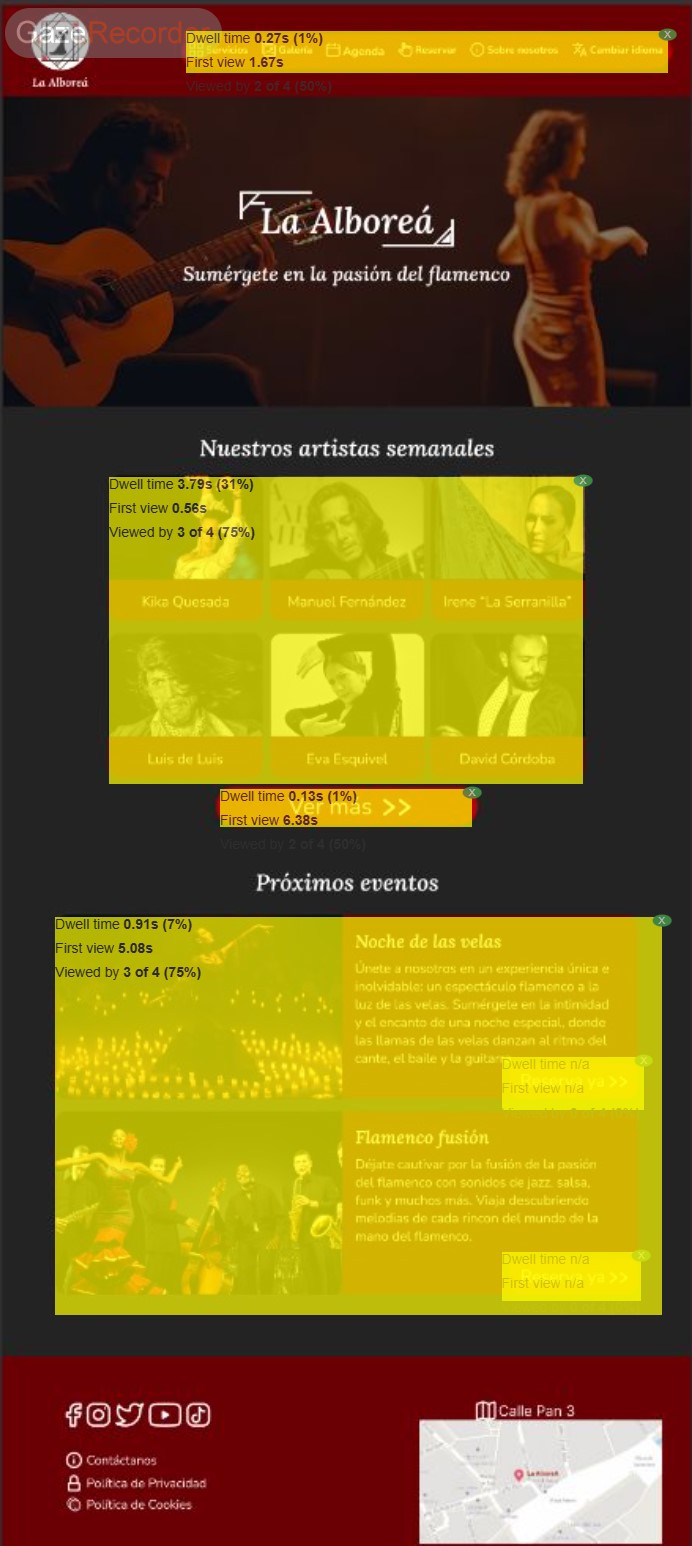 GazeRecorder
Dwell time 0.27s (1%)
Servicios Galería Agenda Reservar Sobre nosotros Cambiar idioma
First view 1.67s
La Alboreá
Viewed by 2 of 4 (50%)
La Alboreá
Sumérgete en la pasión del flamenco
Nuestros artistas semanales
Dwell time 3.79s (31%)
First view 0.56s
Viewed by 3 of 4 (75%)
Kika Quesada
Manuel Fernández
Irene "La Serranilla"
Luis de Luis
Eva Esquivel
David Córdoba
Dwell time 0.13s (1%)
Ver más >>
First view 6.38s
Viewed by 2 of 4 (50%)
Próximos eventos
Dwell time 0.91s (7%)
First view 5.08s
Viewed by 3 of 4 (75%)
Noche de las velas
Únete a nosotros en un experiencia única e
inolvidable: un espectáculo flamenco a la
luz de las velas. Sumérgete en la intimidad
y el encanto de una noche especial, donde
las llamas de las velas danzan al ritmo del
cante, el baile y la guitarra
Dwell time n/a
First view n/a
ya >>
Flamenco fusión
Déjate cautivar por la fusión de la pasión
del flamenco con sonidos de jazz, salsa,
funk y muchos más. Viaja descubriendo
melodias de cada rincon del mundo de la
mano del flamenco.
Dwell time n/a
First view n/a
ya >>
Contáctanos
Política de Privacidad
Política de Cookies
Calle Pan 3
La Alboreá